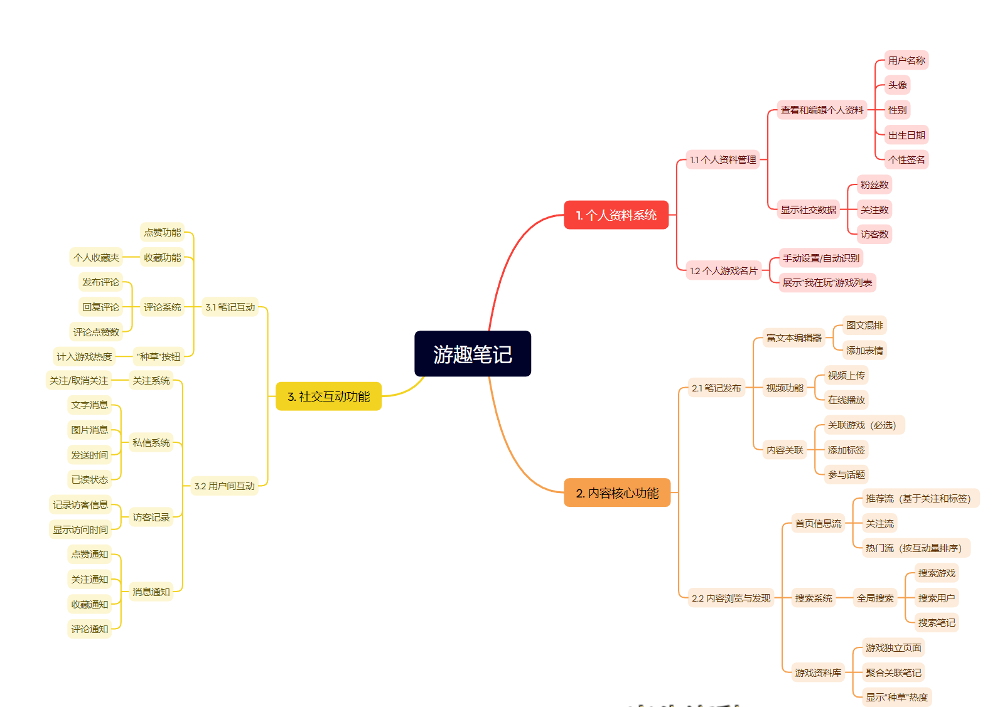 游趣笔记
1. 个人资料系统
1.1 个人资料管理
查看和编辑个人资料
用户名称
头像
性别
出生日期
个性签名
显示社交数据
粉丝数
关注数
访客数
1.2 个人游戏名片
手动设置/自动识别
展示"我在玩"游戏列表
2. 内容核心功能
2.1 笔记发布
富文本编辑器
图文混排
添加表情
视频功能
视频上传
在线播放
内容关联
关联游戏（必选）
添加标签
参与话题
2.2 内容浏览与发现
首页信息流
推荐流（基于关注和标签）
关注流
热门流（按互动量排序）
搜索系统
全局搜索
搜索游戏
搜索用户
搜索笔记
游戏资料库
游戏独立页面
聚合关联笔记
显示"种草"热度
3. 社交互动功能
3.1 笔记互动
点赞功能
收藏功能
个人收藏夹
评论系统
发布评论
回复评论
评论点赞数
"种草"按钮
计入游戏热度
3.2 用户间互动
关注系统
关注/取消关注
私信系统
文字消息
图片消息
发送时间
已读状态
访客记录
记录访客信息
显示访问时间
消息通知
点赞通知
关注通知
收藏通知
评论通知